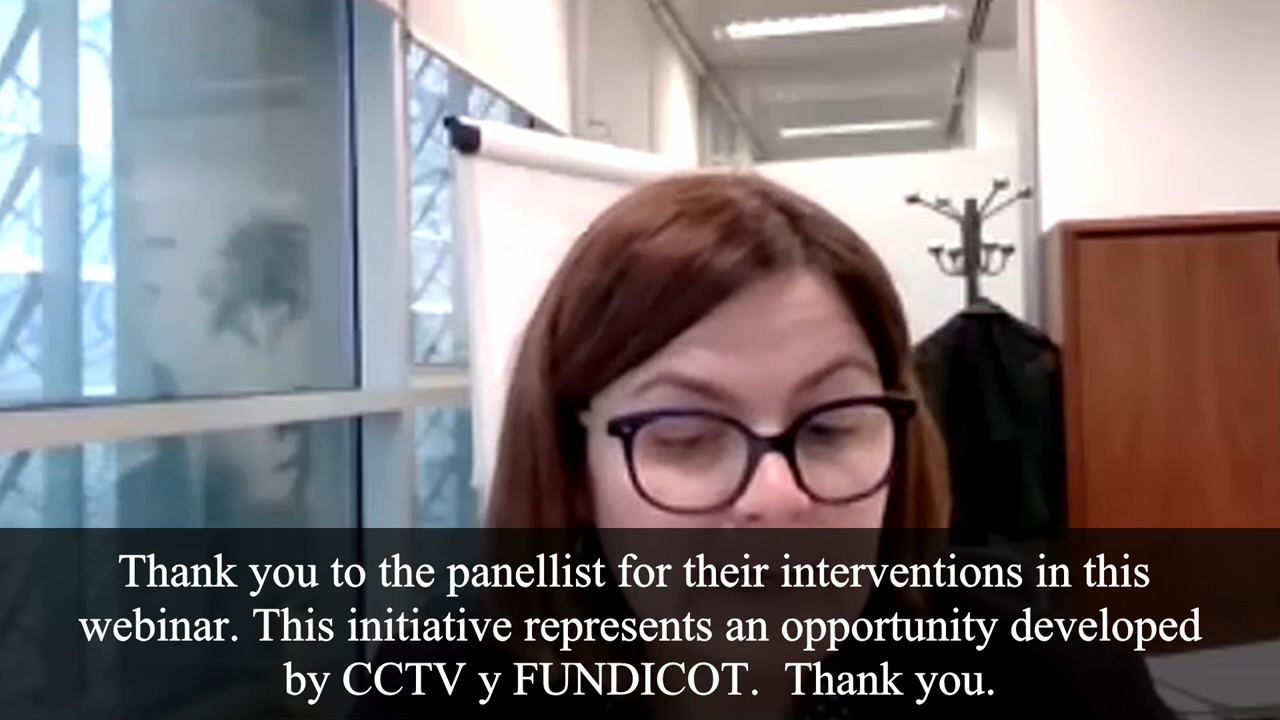 Thank you to the panellist for their interventions in this
webinar. This initiative represents an opportunity developed
by CCTV y FUNDICOT.  Thank you.